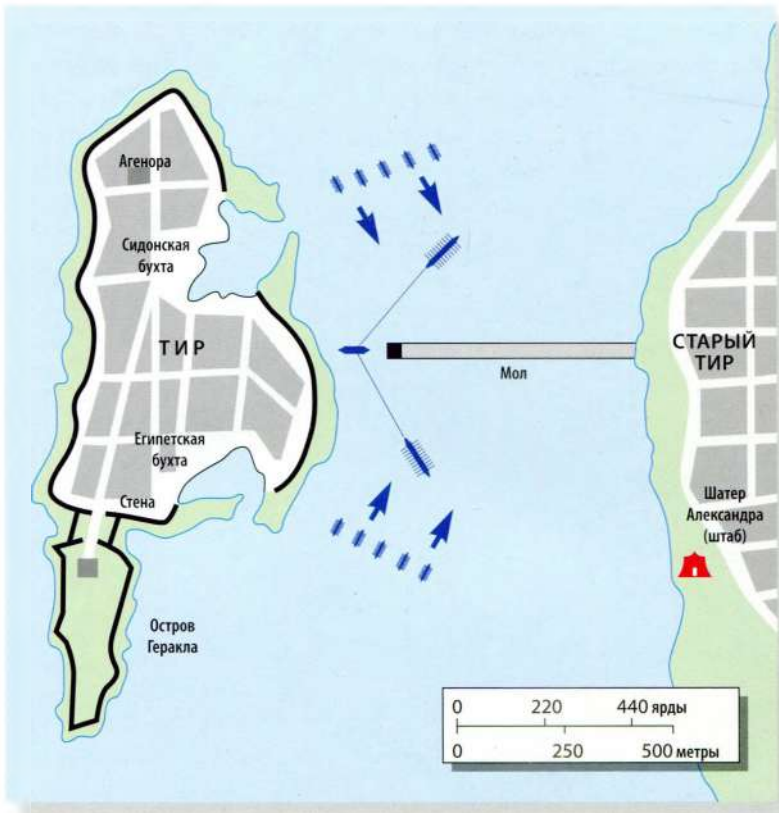 Агенора
Сидонская
бухта
ТИР
СТАРЫЙ
ТИР
Мол
Египетская
бухта
Стена
Шатер
Александра
(штаб)
Остров
Геракла
0 220 440 ярды
0 250 500 метры